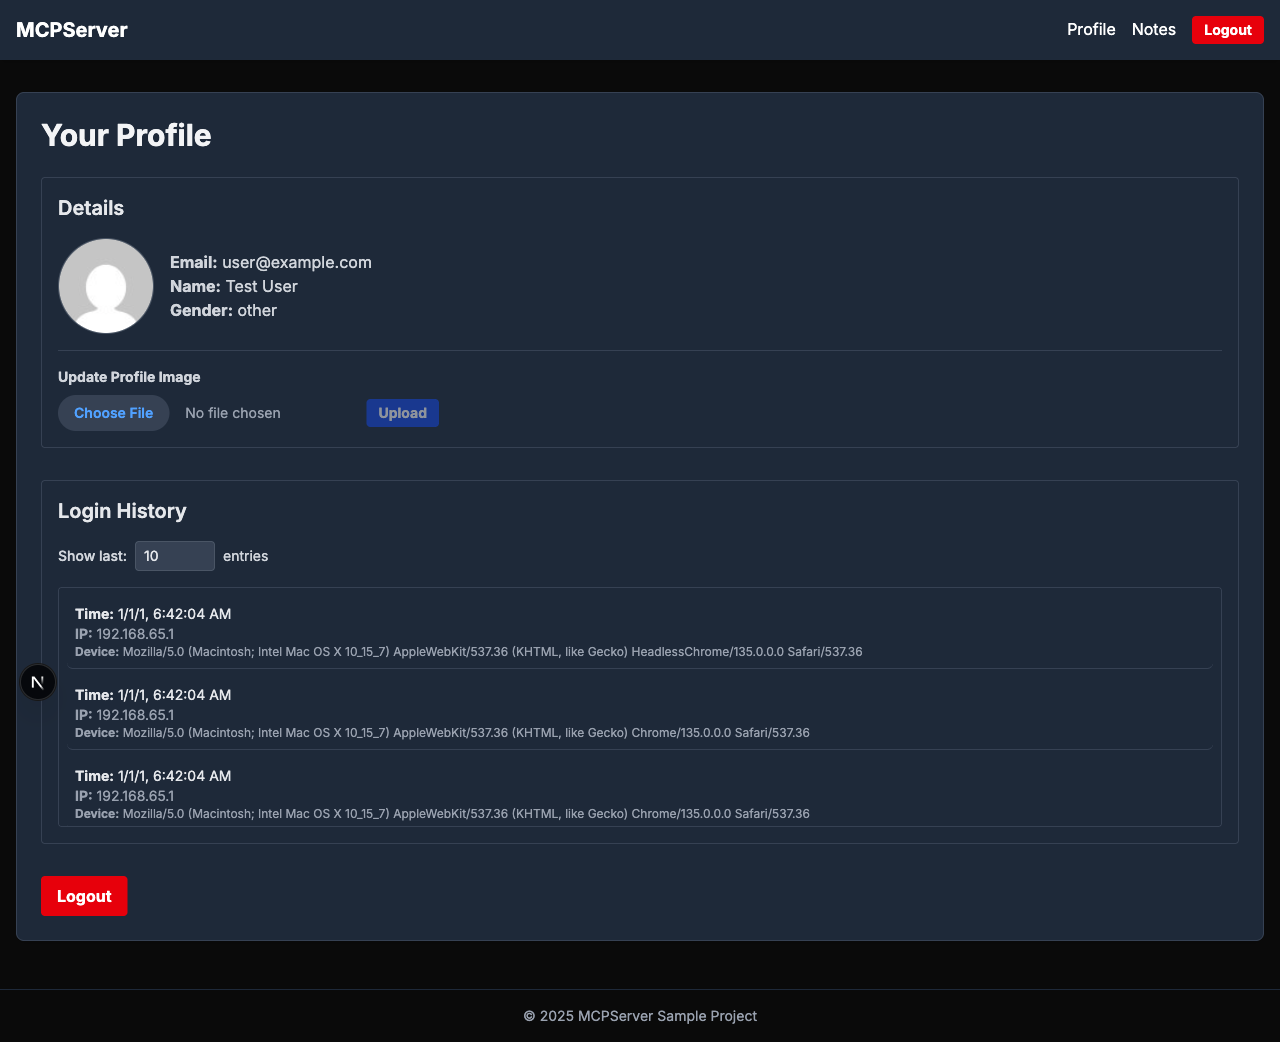 MCPServer
Profile Notes Logout
Your Profile
Details
Email: user@example.com
Name: Test User
Gender: other
Update Profile Image
Choose File No file chosen Upload
Login History
Show last: 10 entries
Time: 1/1/1, 6:42:04 AM
IP: 192.168.65.1
Device: Mozilla/5.0 (Macintosh; Intel Mac OS X 10_15_7) AppleWebKit/537.36 (KHTML, like Gecko) HeadlessChrome/135.0.0.0 Safari/537.36
N
Time: 1/1/1, 6:42:04 AM
IP: 192.168.65.1
Device: Mozilla/5.0 (Macintosh; Intel Mac OS X 10_15_7) AppleWebKit/537.36 (KHTML, like Gecko) Chrome/135.0.0.0 Safari/537.36
Time: 1/1/1, 6:42:04 AM
IP: 192.168.65.1
Device: Mozilla/5.0 (Macintosh; Intel Mac OS X 10_15_7) AppleWebKit/537.36 (KHTML, like Gecko) Chrome/135.0.0.0 Safari/537.36
Logout
© 2025 MCPServer Sample Project